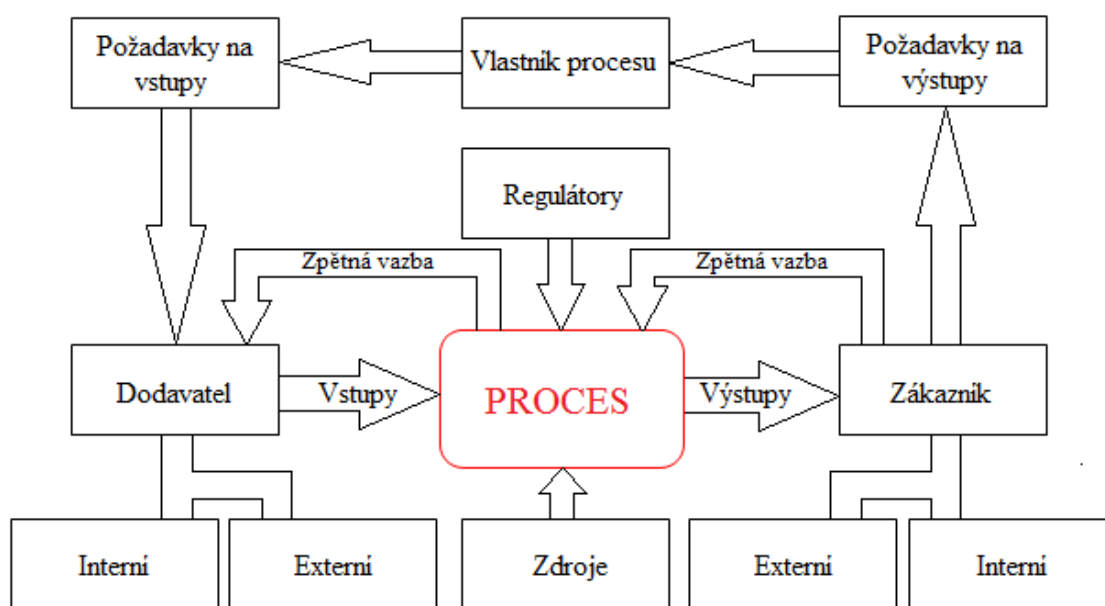 Požadavky na
vstupy
Vlastník procesu
Požadavky na
výstupy
Regulátory
Zpětná vazba
Zpětná vazba
Dodavatel
Vstupy
PROCES
Výstupy
Zákazník
Interní
Externí
Zdroje
Externí
Interní